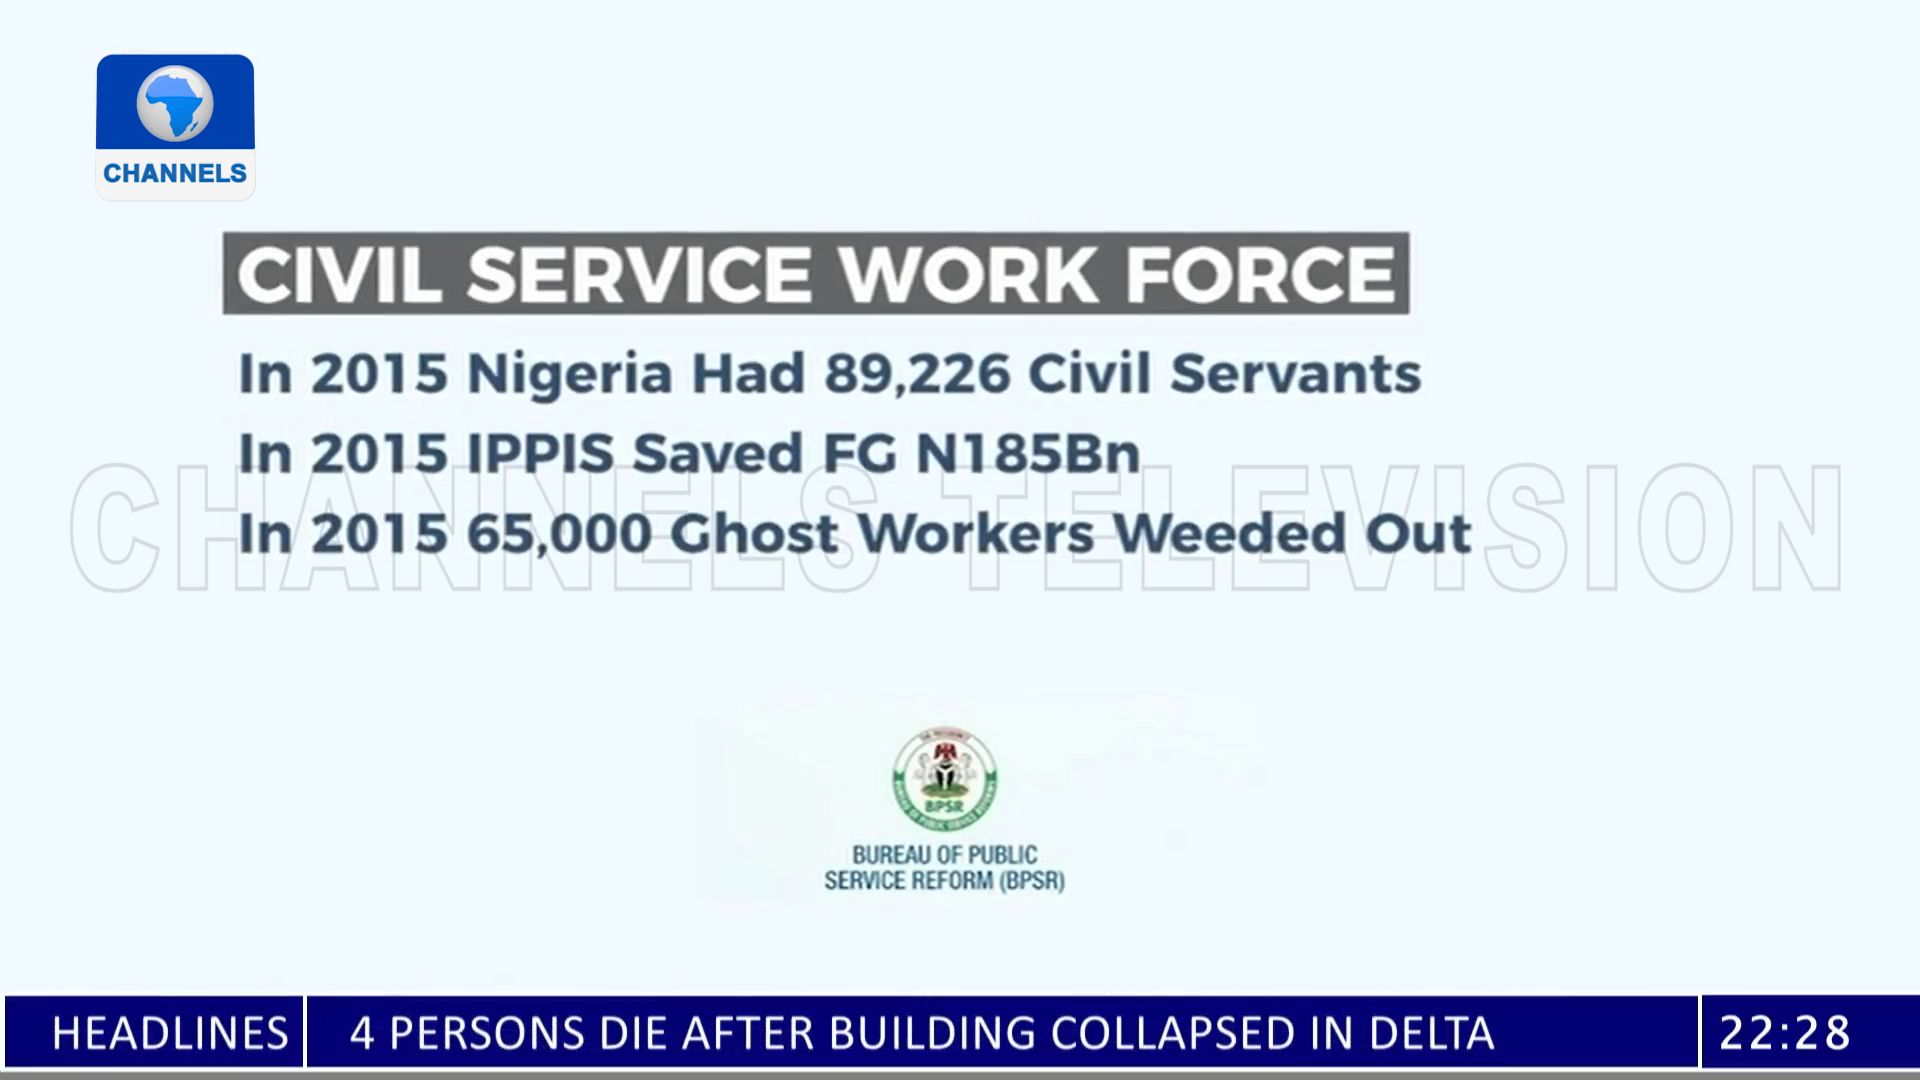 CHANNELS
CIVIL SERVICE WORK FORCE
In 2015 Nigeria Had 89,226 Civil Servants
In 2015 IPPIS Saved FG N185Bn
In 2015 65,000 Ghost Workers Weeded Out
CHANNELS TELEVISION
BPSR
BUREAU OF PUBLIC
SERVICE REFORM (BPSR)
HEADLINES
4 PERSONS DIE AFTER BUILDING COLLAPSED IN DELTA
22:28